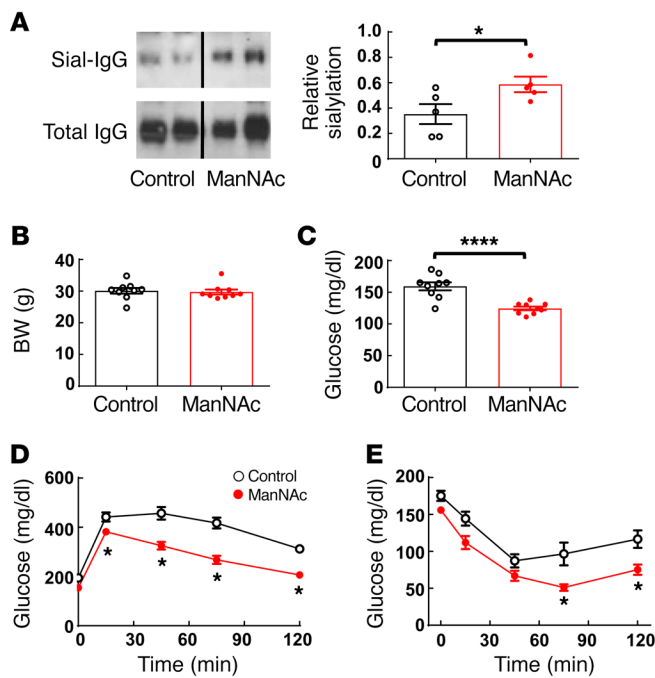 A
Sial-IgG
Total IgG
Control ManNAc
Relative
sialylation
1.0
0.8
0.6
0.4
0.2
0
*
Control ManNAc
B
BW (g)
40
30
20
10
0
Control ManNAc
C
Glucose (mg/dl)
200
150
150
50
0
****
Control ManNAc
D
Glucose (mg/dl)
600
400
200
0
Control
ManNAc
* * * *
0 30 60 90 120
Time (min)
E
Glucose (mg/dl)
200
150
100
50
0
* *
0 30 60 90 120
Time (min)